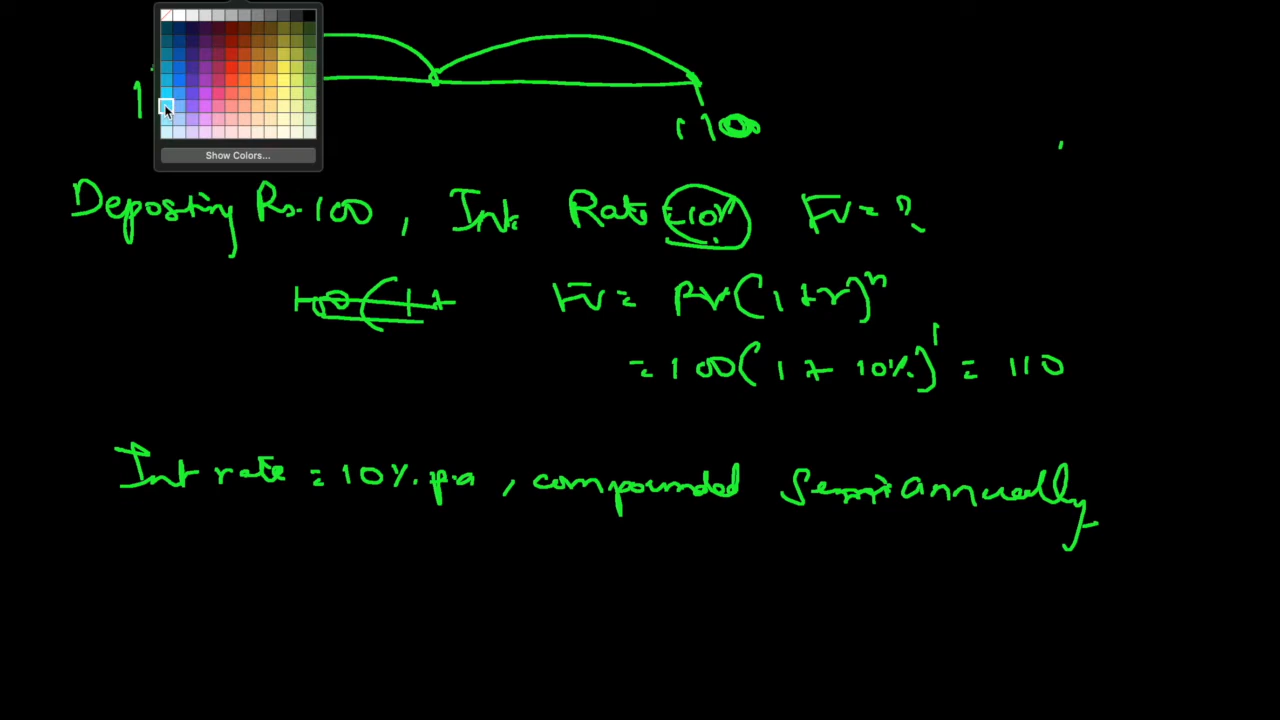 Show Colors...
1
110
Depositing Rs.100, Int. Rate =10% FV = ?
FV = PV(1+r)^n
= 100(1+10%)^1 = 110
Int rate = 10% p.a, compounded Semiannually